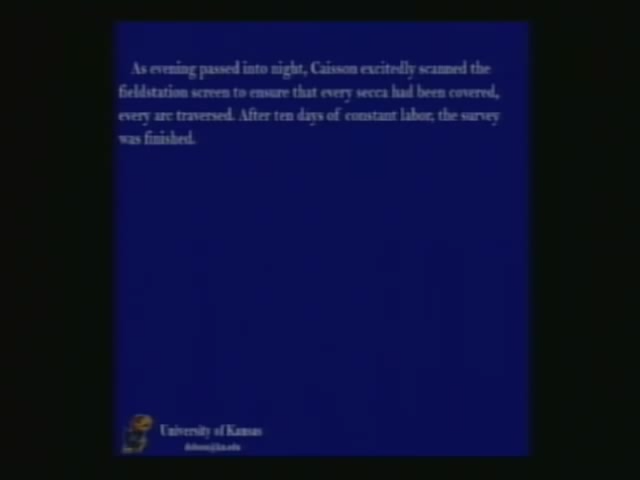 As evening passed into night, Caisson excitedly scanned the
fieldstation screen to ensure that every secca had been covered,
every arc traversed. After ten days of constant labor, the survey
was finished.
University of Kansas